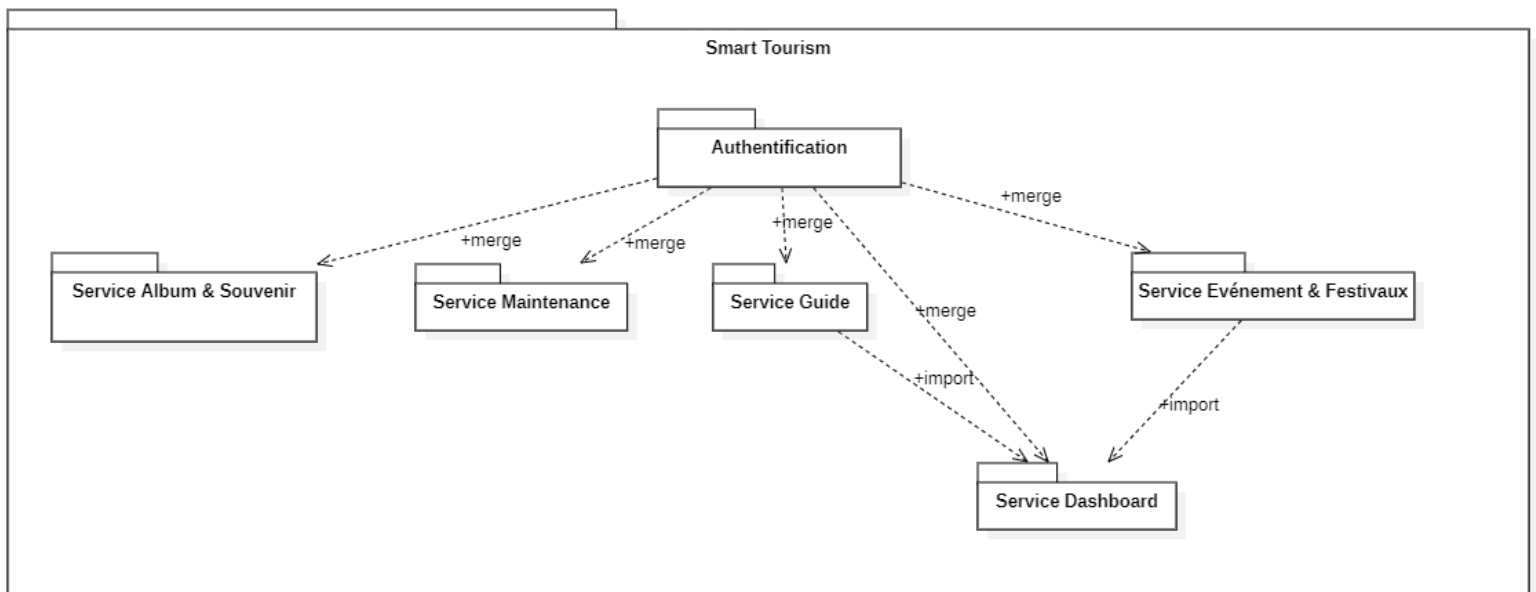 Smart Tourism
Authentification
+merge
+merge
+merge
+merge
+merge
Service Album & Souvenir
Service Maintenance
Service Guide
Service Evénement & Festivaux
+import
+import
Service Dashboard